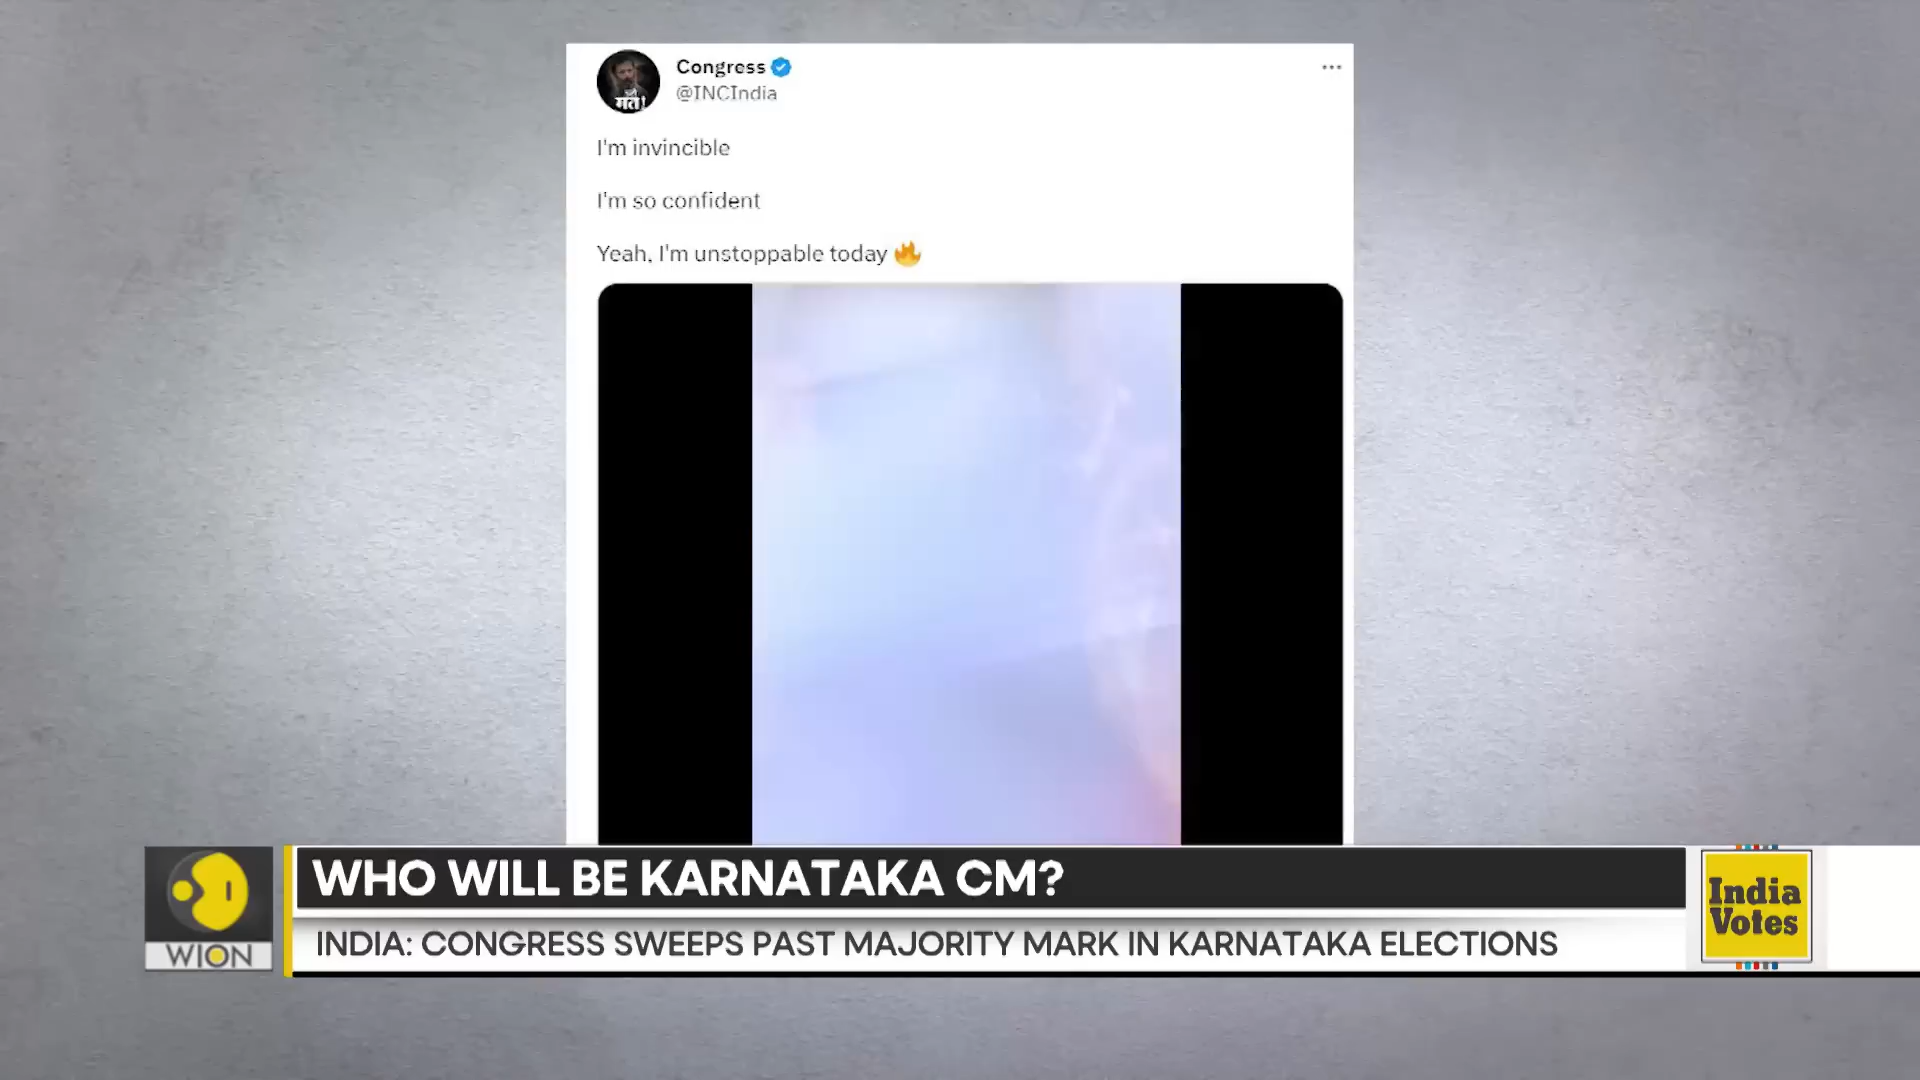 Congress
@INCIndia
मत!
I'm invincible
I'm so confident
Yeah, I'm unstoppable today 🔥
WHO WILL BE KARNATAKA CM?
INDIA: CONGRESS SWEEPS PAST MAJORITY MARK IN KARNATAKA ELECTIONS
WION
India
Votes